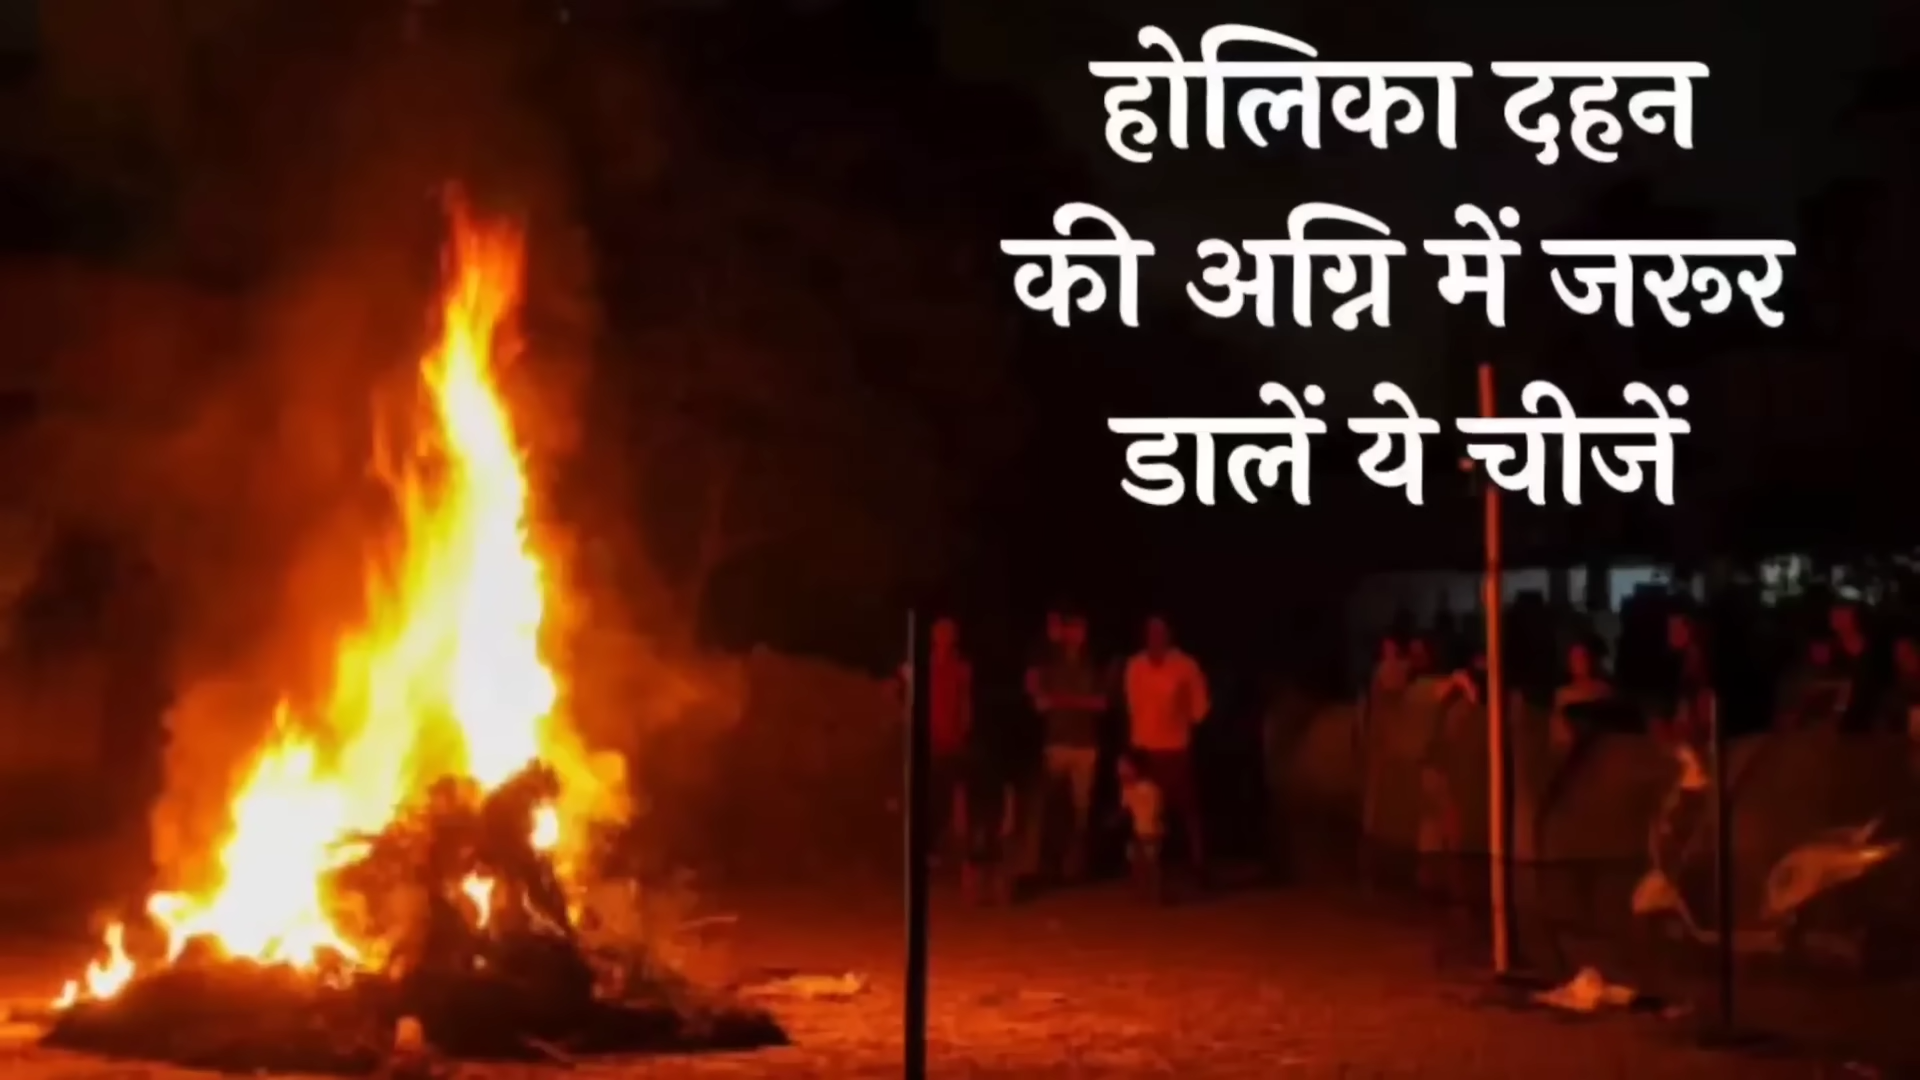 होलिका दहन
की अग्नि में जरूर
डालें ये चीजें